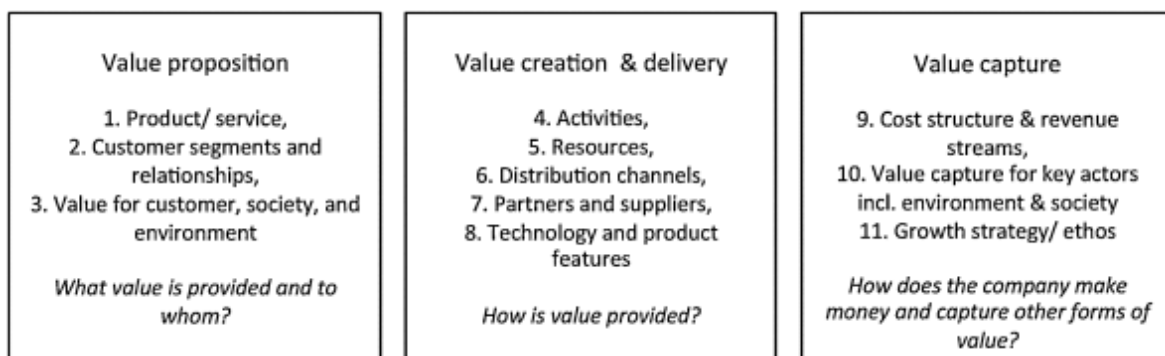 Value proposition
1. Product/ service,
2. Customer segments and
relationships,
3. Value for customer, society, and
environment
What value is provided and to
whom?
Value creation & delivery
4. Activities,
5. Resources,
6. Distribution channels,
7. Partners and suppliers,
8. Technology and product
features
How is value provided?
Value capture
9. Cost structure & revenue
streams,
10. Value capture for key actors
incl. environment & society
11. Growth strategy/ ethos
How does the company make
money and capture other forms of
value?